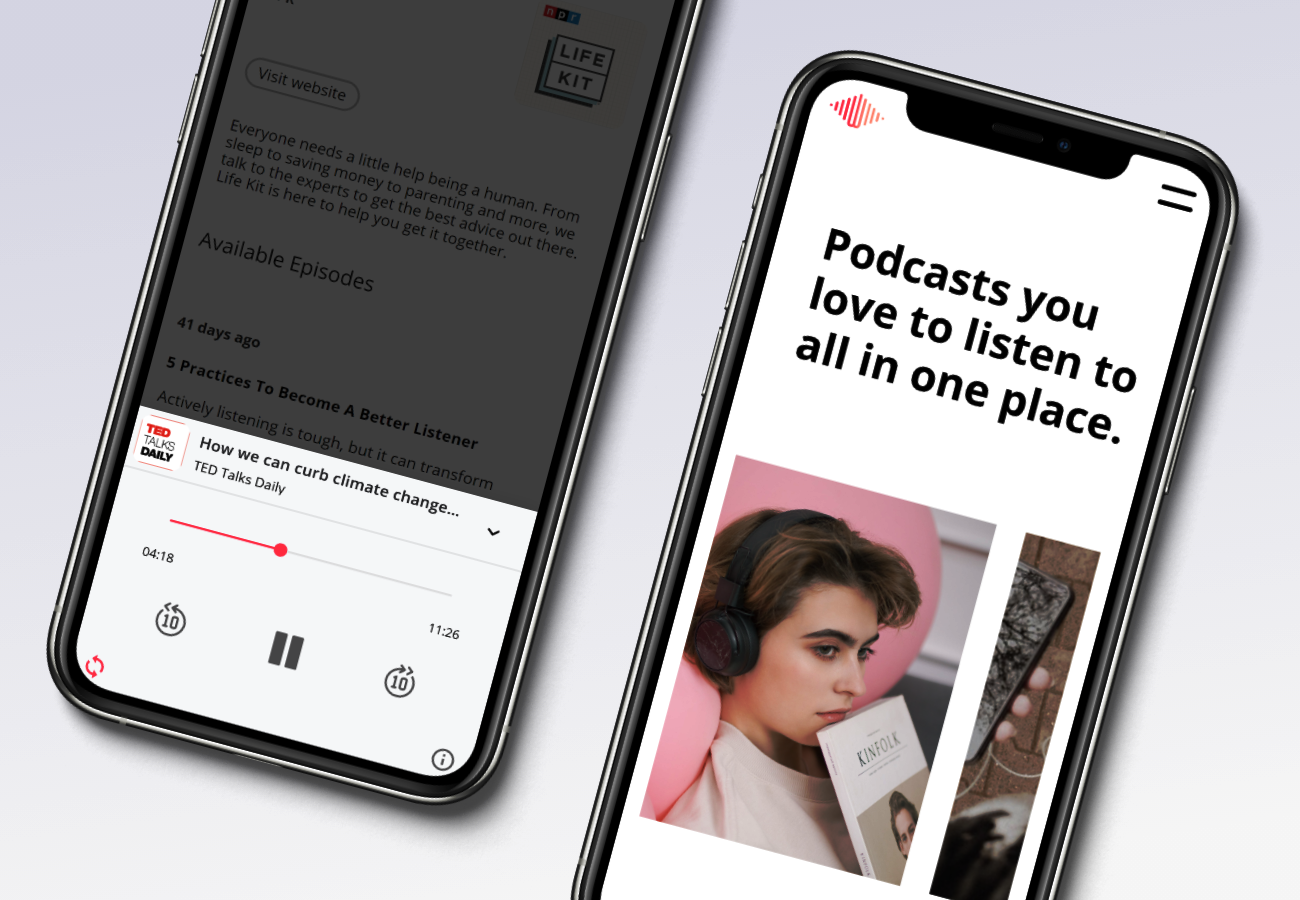 npr
LIFE
KIT
Visit website
Everyone needs a little help being a human. From
sleep to saving money to parenting and more, we
talk to the experts to get the best advice out there.
Life Kit is here to help you get it together.
Available Episodes
41 days ago
5 Practices To Become A Better Listener
Actively listening is tough, but it can transform
TED
TALKS
DAILY
How we can curb climate change...
TED Talks Daily
04:18
11:26
10
10
Podcasts you
love to listen to
all in one place.
KINFOLK